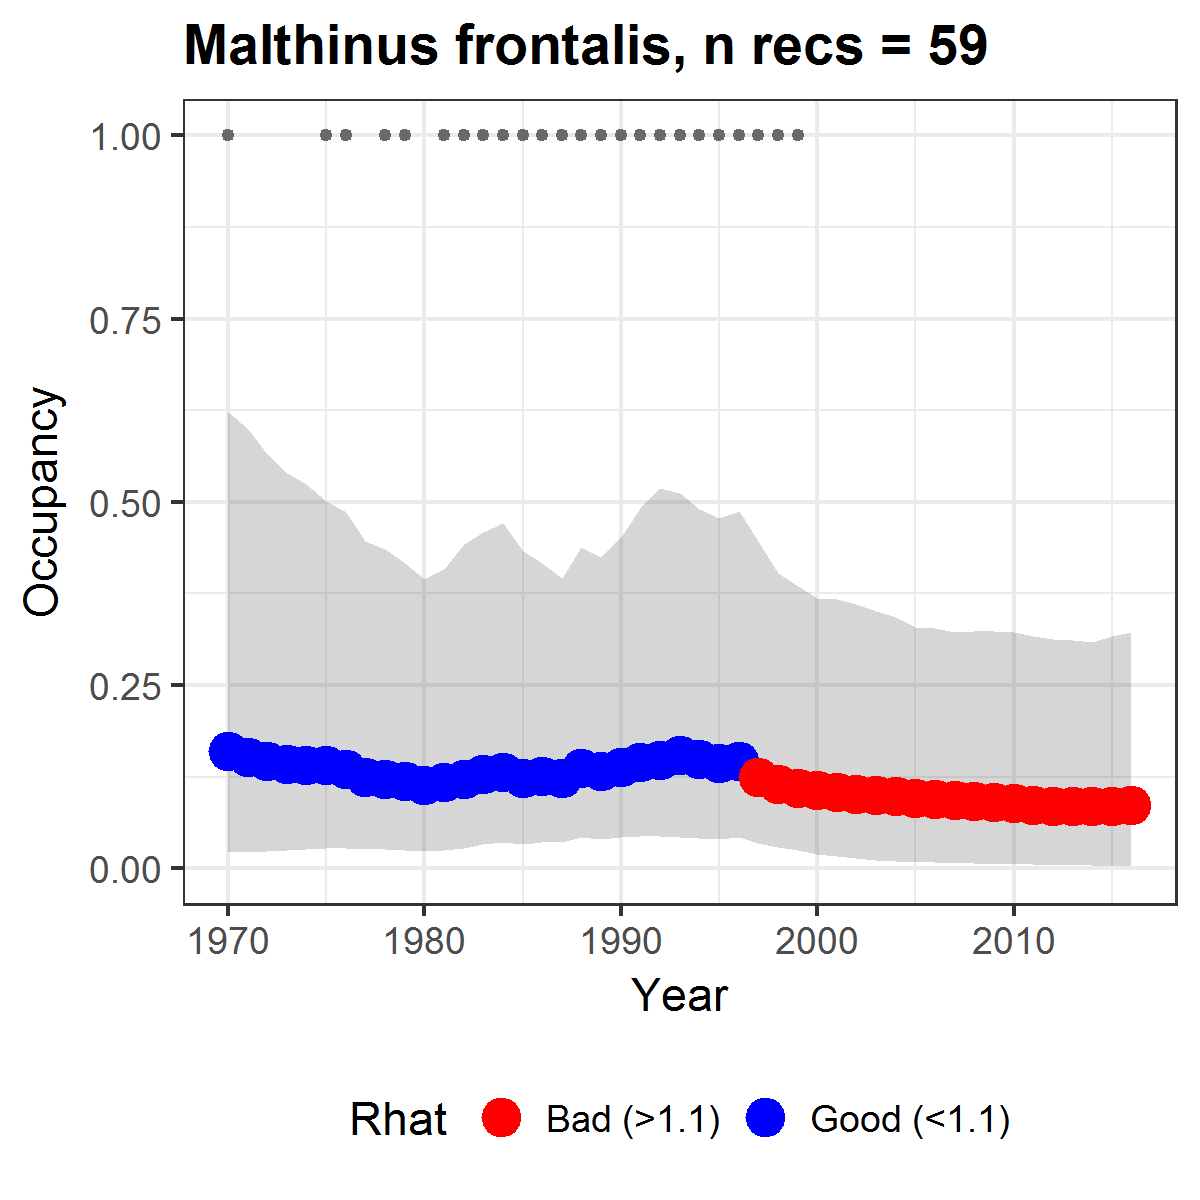 Malthinus frontalis, n recs = 59
1.00
0.75
0.50
0.25
0.00
Occupancy
1970 1980 1990 2000 2010
Year
Rhat Bad (>1.1) Good (<1.1)